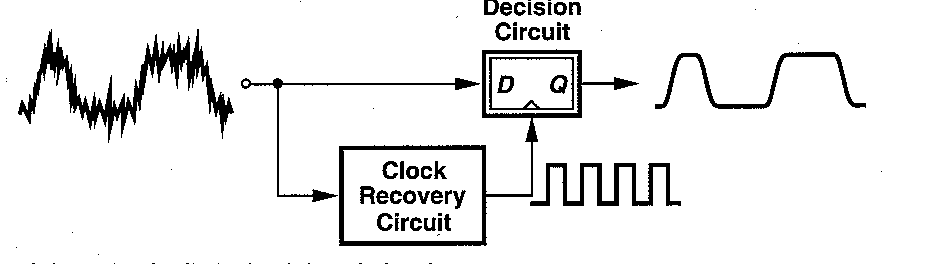 Decision
Circuit
D Q
Clock
Recovery
Circuit